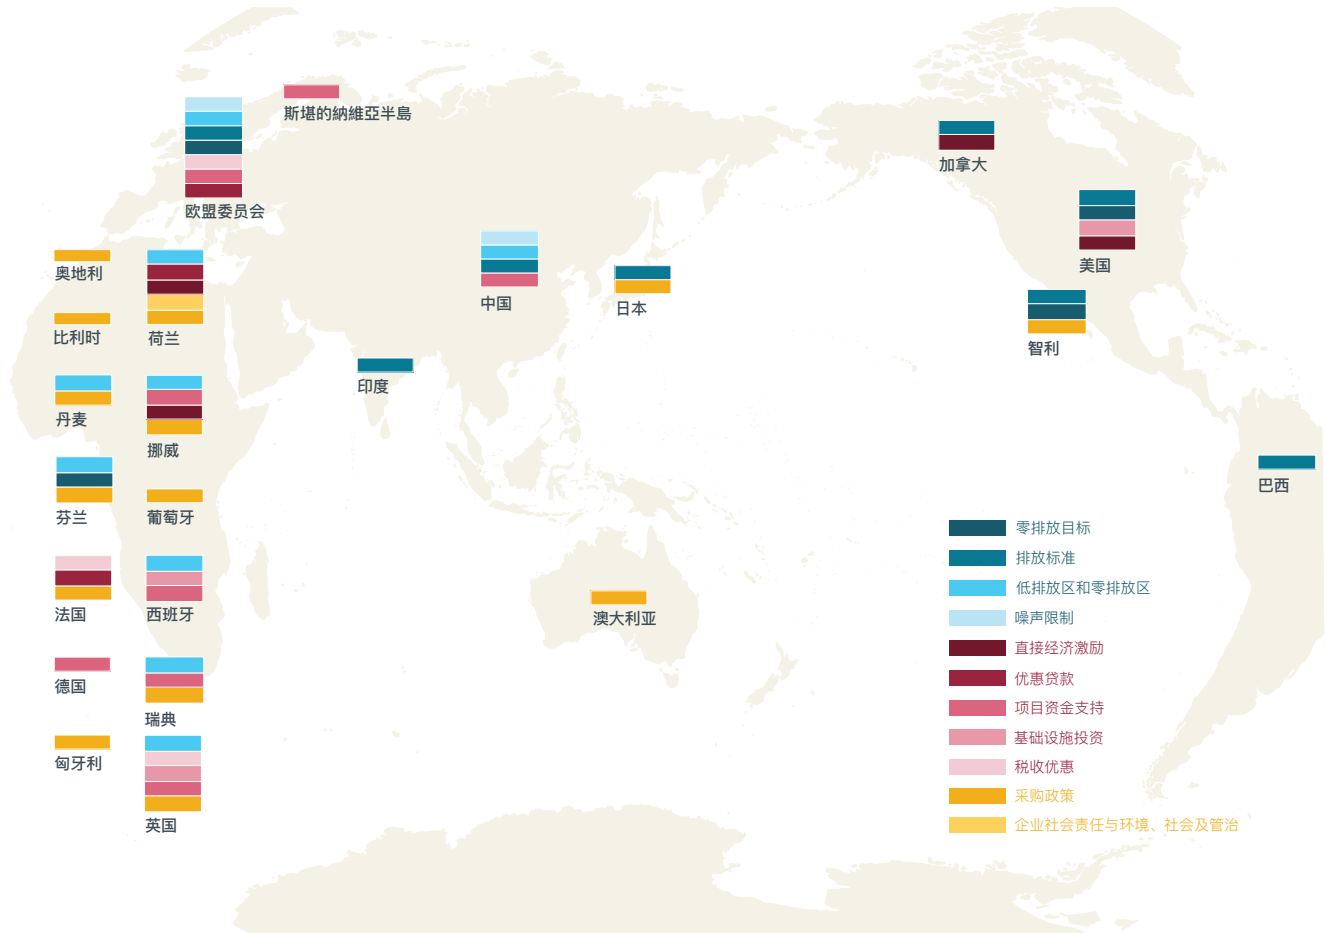 斯堪的納維亞半島
欧盟委员会
加拿大
美国
中国
日本
智利
印度
巴西
澳大利亚
奥地利
比利时
荷兰
丹麦
挪威
芬兰
葡萄牙
法国
西班牙
德国
瑞典
匈牙利
英国
零排放目标
排放标准
低排放区和零排放区
噪声限制
直接经济激励
优惠贷款
项目资金支持
基础设施投资
税收优惠
采购政策
企业社会责任与环境、社会及管治